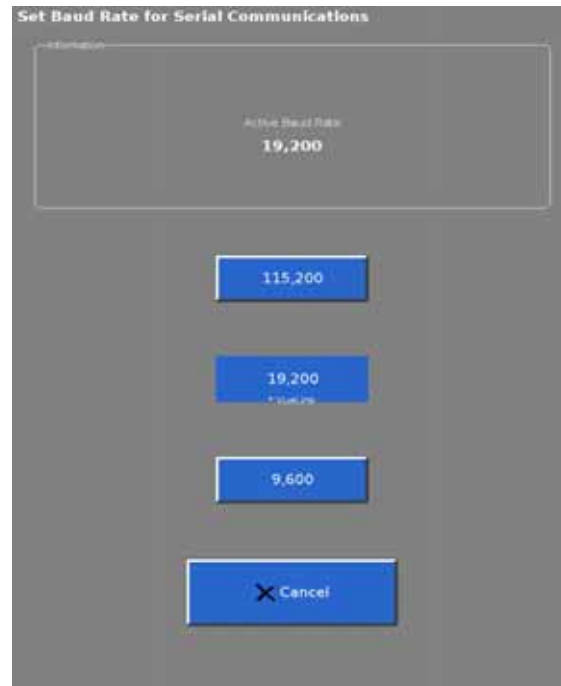 Set Baud Rate for Serial Communications
Information
Active Baud Rate
19,200
115,200
19,200
9,600
Cancel